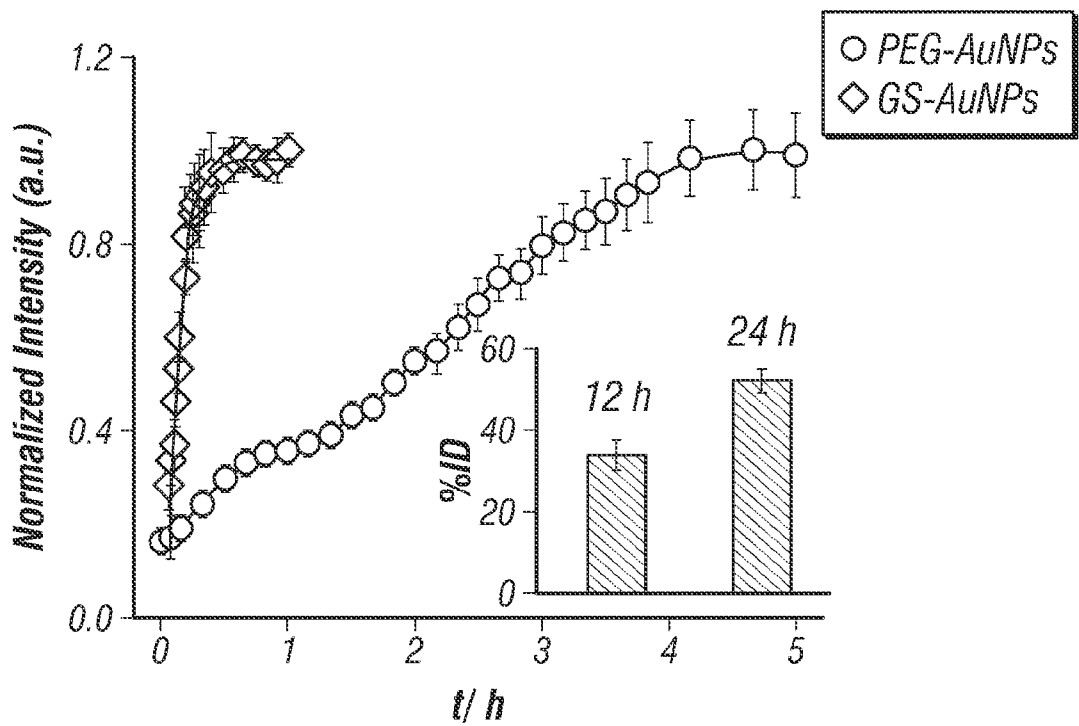 PEG-AuNPs
GS-AuNPs
Normalized Intensity (a.u.)
1.2
0.8
0.4
0.0
0 1 2 3 4 5
t/ h
%ID
60
40
20
0
12 h
24 h